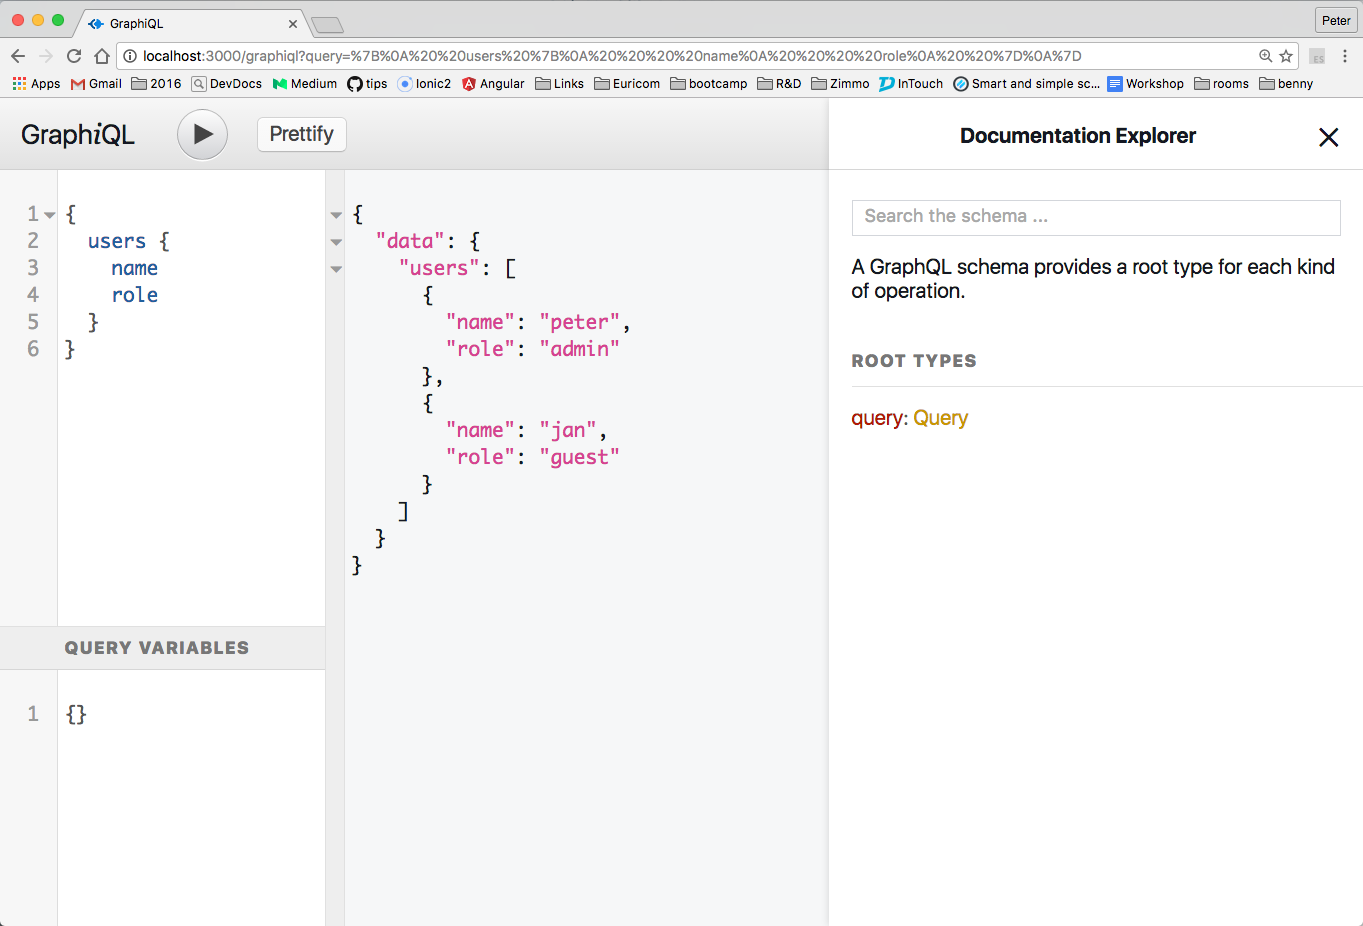 GraphiQL
Peter
localhost:3000/graphiql?query=%7B%0A%20%20users%20%7B%0A%20%20%20%20name%0A%20%20%20%20role%0A%20%20%7D%0A%7D
ES
Apps Gmail 2016 DevDocs Medium tips Ionic2 Angular Links Euricom bootcamp R&D Zimmo InTouch Smart and simple sc... Workshop rooms benny
GraphiQL Prettify
Documentation Explorer
1 {
2 users {
3 name
4 role
5 }
6 }
QUERY VARIABLES
1 {}
{
"data": {
"users": [
{
"name": "peter",
"role": "admin"
},
{
"name": "jan",
"role": "guest"
}
]
}
}
Search the schema ...
A GraphQL schema provides a root type for each kind
of operation.
ROOT TYPES
query: Query